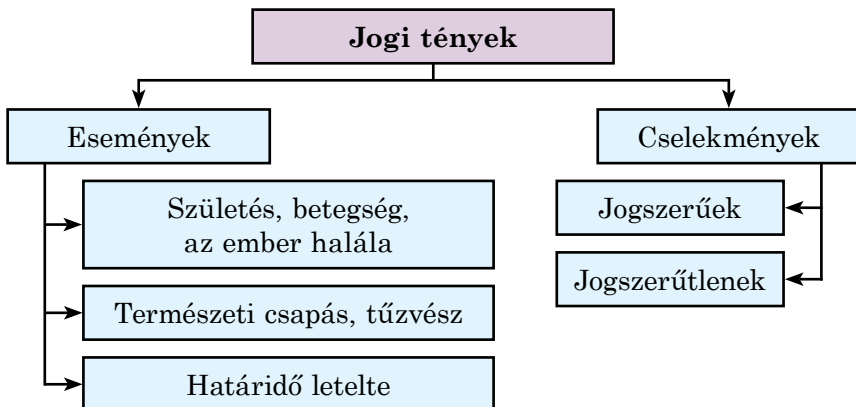 Jogi tények
Események
Cselekmények
Születés, betegség,
az ember halála
Természeti csapás, tűzvész
Határidő letelte
Jogszerűek
Jogszerűtlenek